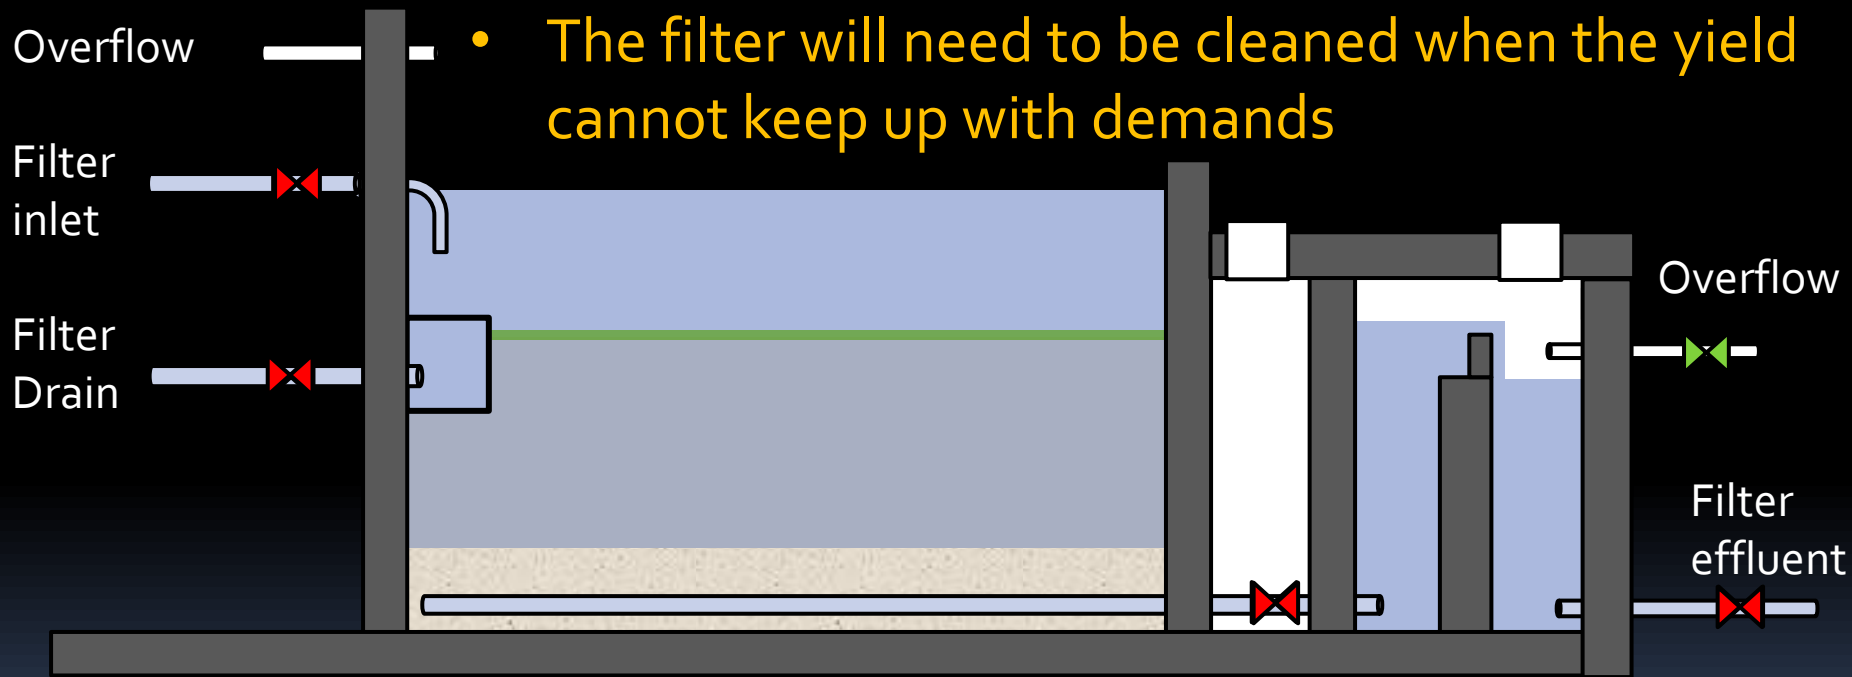 Overflow
• The filter will need to be cleaned when the yield
cannot keep up with demands
Filter
inlet
Filter
Drain
Overflow
Filter
effluent